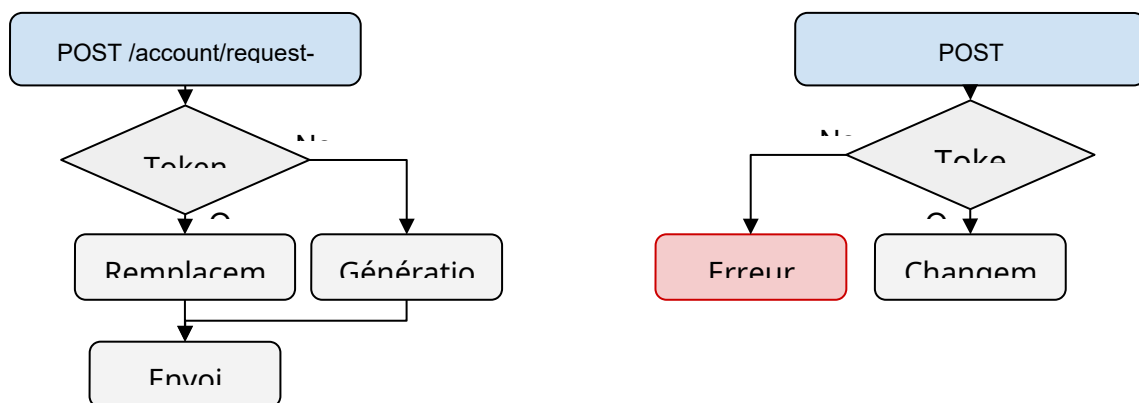 POST /account/request-
POST
Token
Toke
Remplacem
Génératio
Erreur
Changem
Envoi